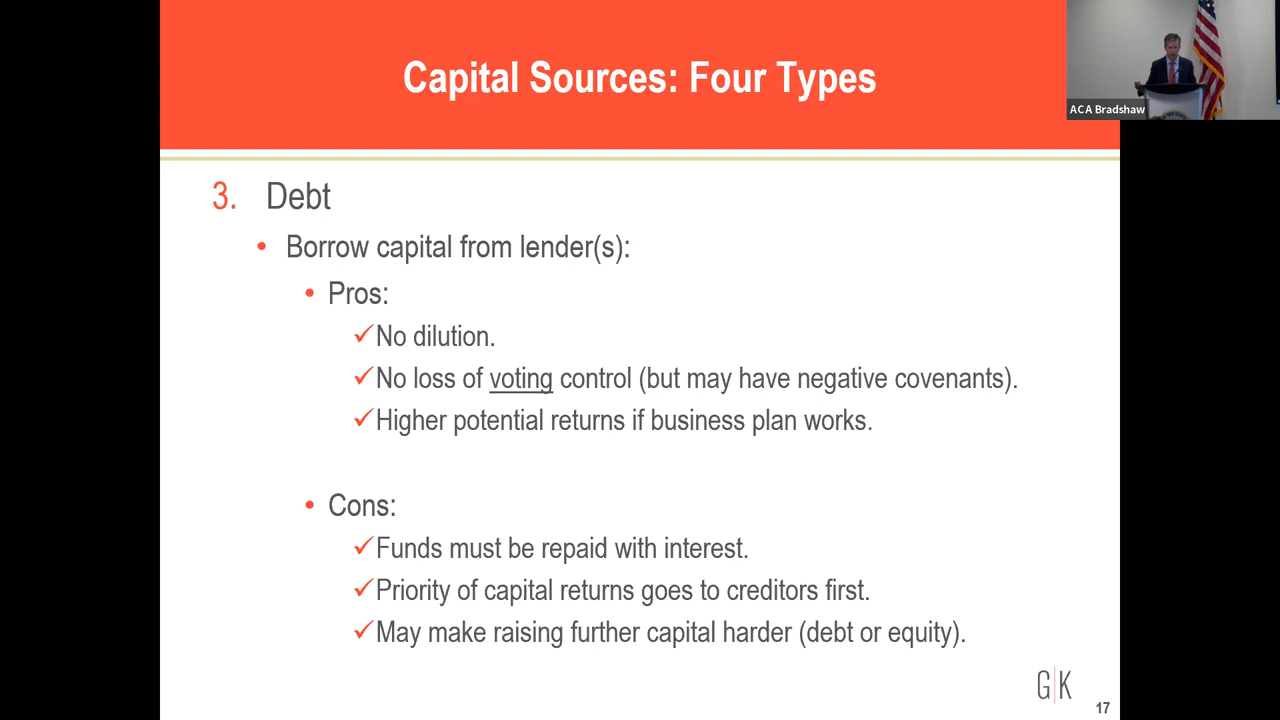 Capital Sources: Four Types
ACA Bradshaw
3. Debt
• Borrow capital from lender(s):
• Pros:
✓No dilution.
✓No loss of voting control (but may have negative covenants).
✓Higher potential returns if business plan works.
• Cons:
✓Funds must be repaid with interest.
✓Priority of capital returns goes to creditors first.
✓May make raising further capital harder (debt or equity).
G|K
17